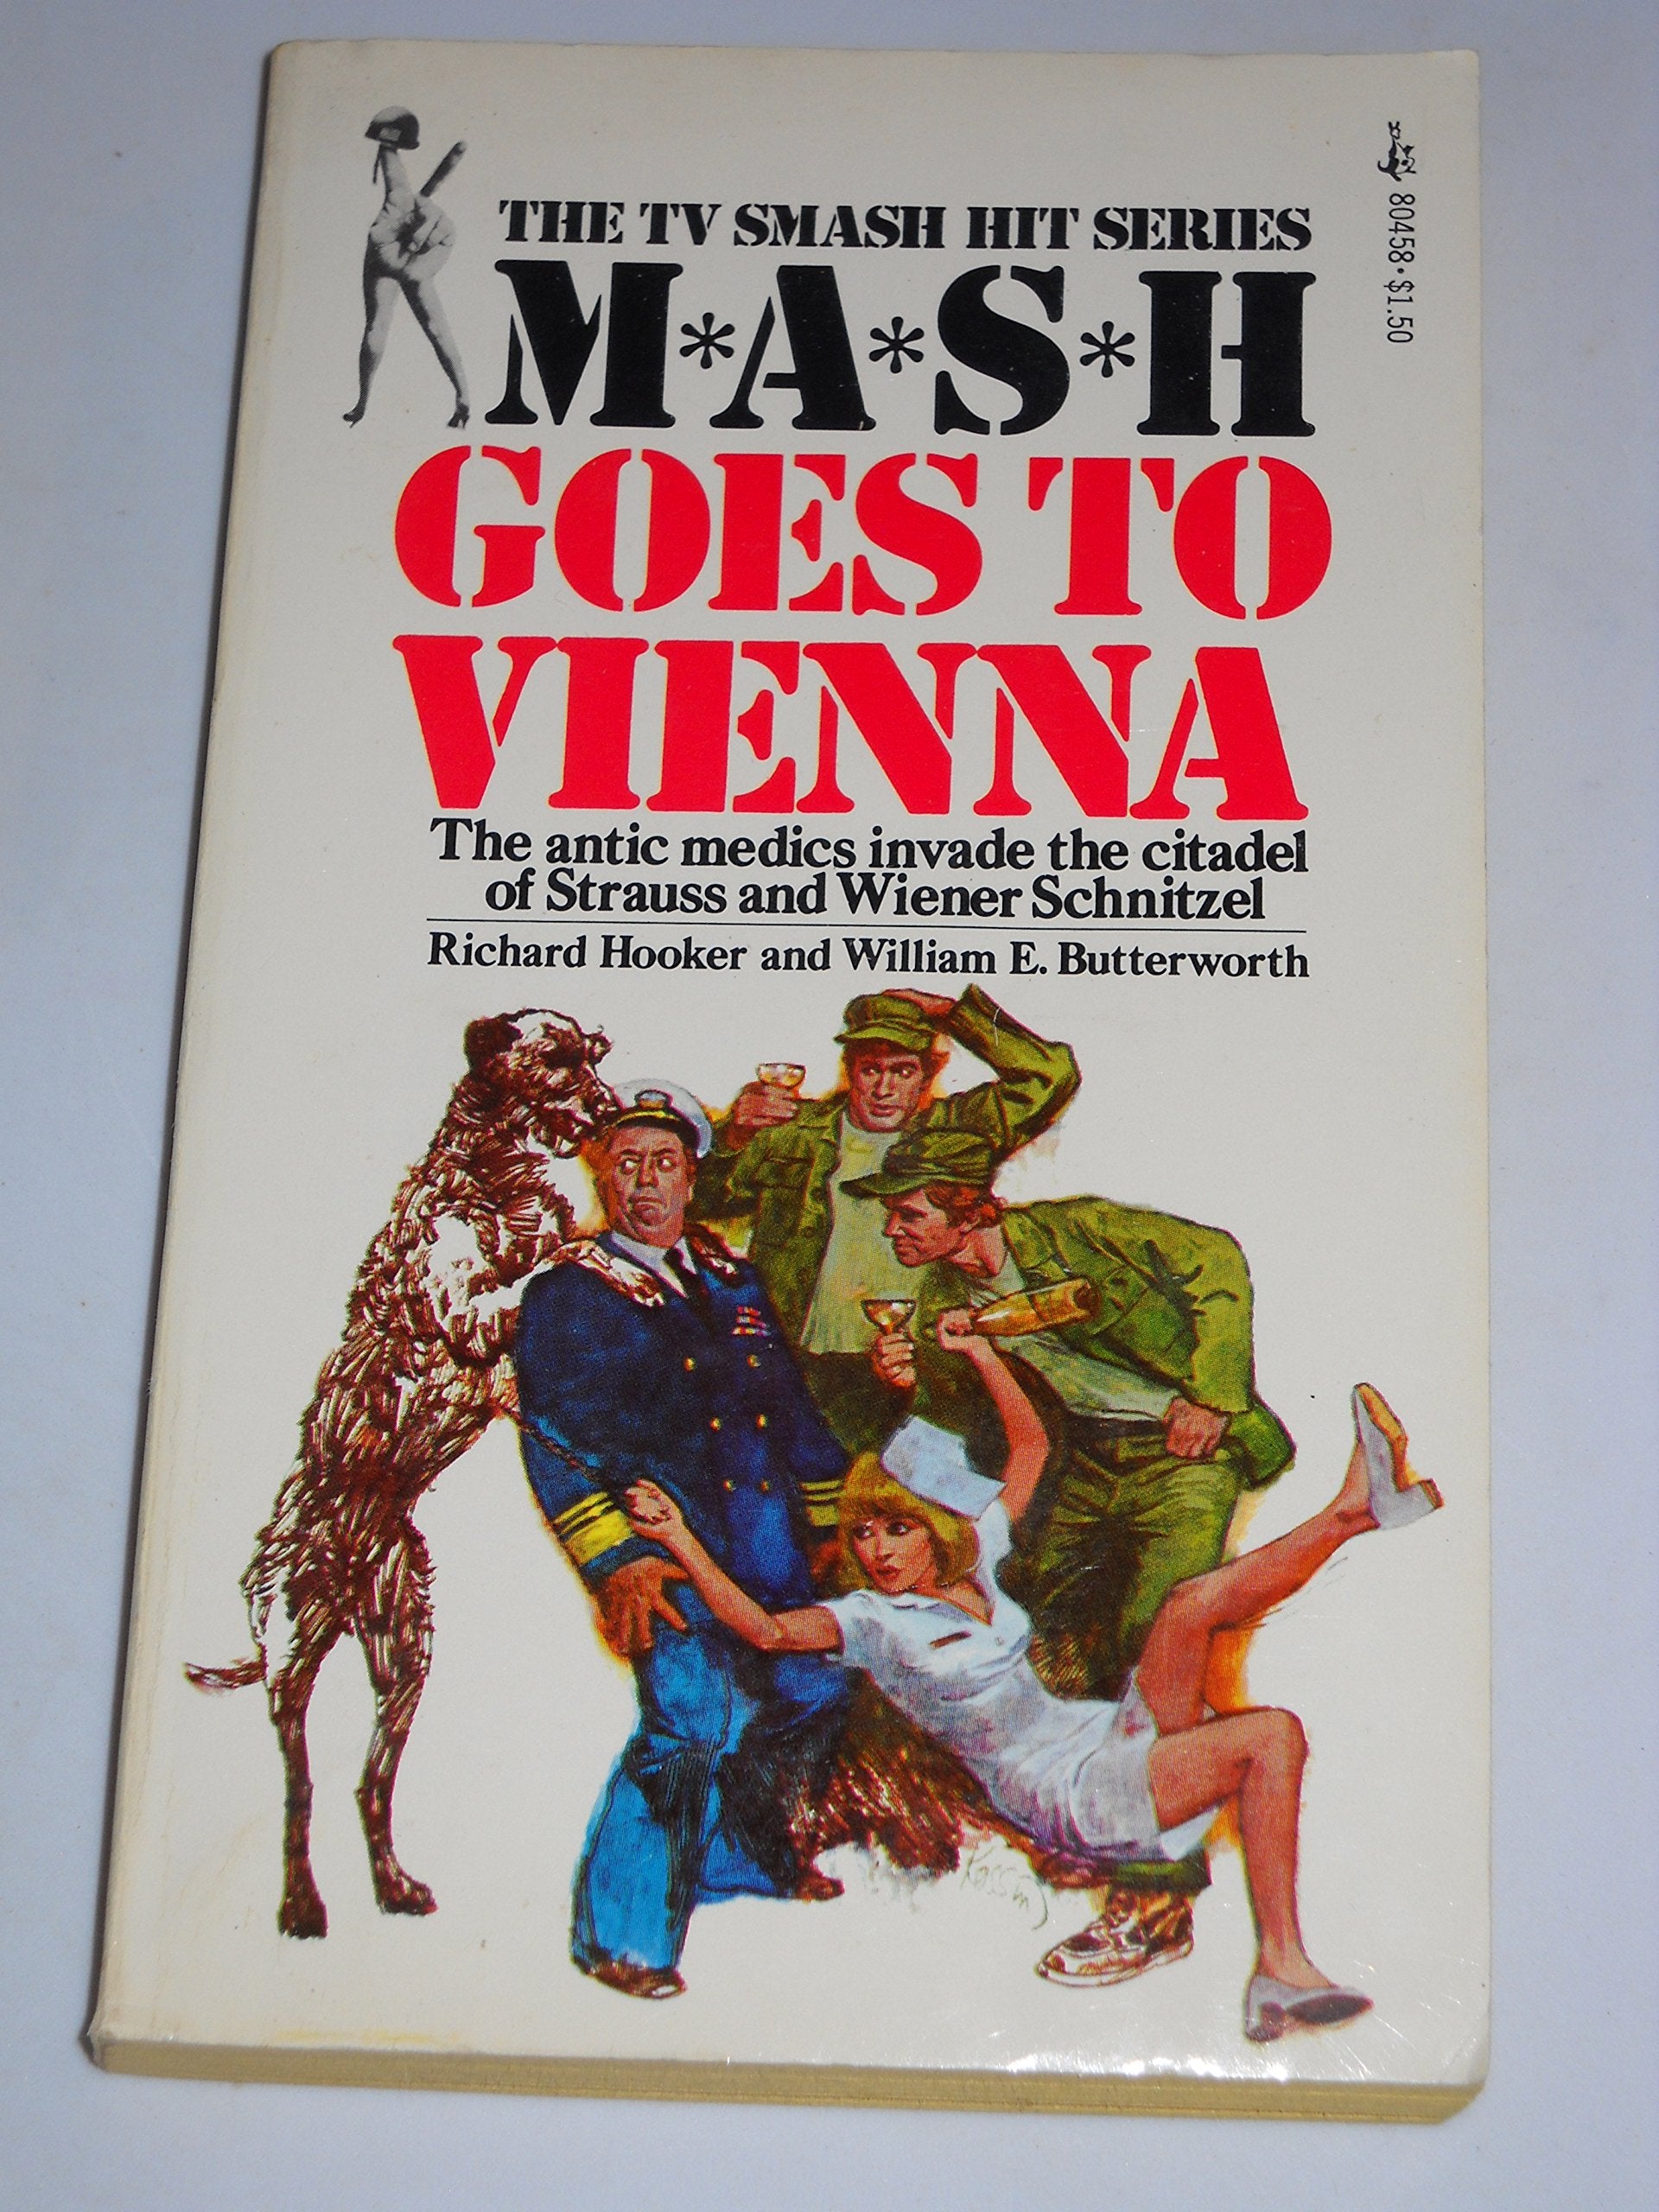 THE TV SMASH HIT SERIES
M*A*S*H
GOES TO
VIENNA
The antic medics invade the citadel
of Strauss and Wiener Schnitzel
Richard Hooker and William E. Butterworth
80458·$1.50